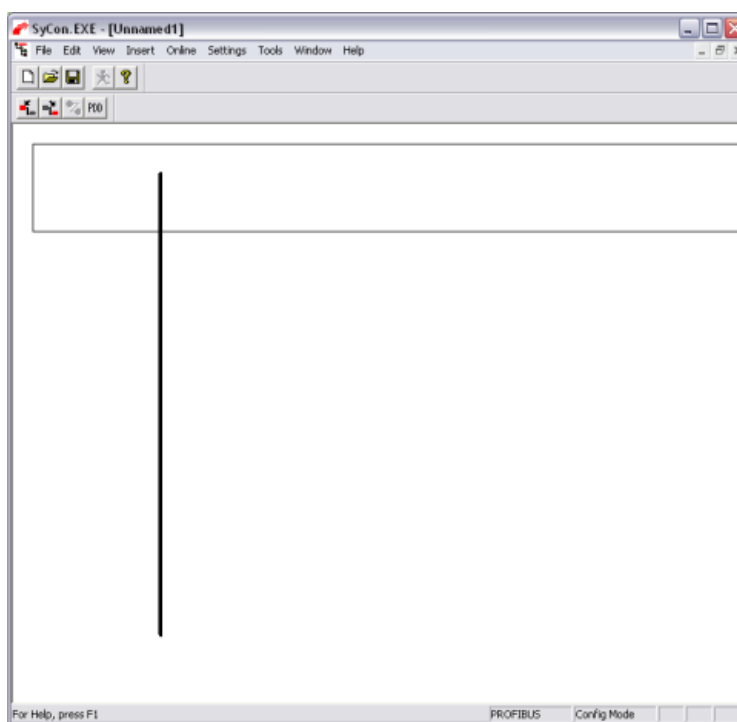 SyCon.EXE - [Unnamed1]
File Edit View Insert Online Settings Tools Window Help
PDO
For Help, press F1 PROFIBUS Config Mode